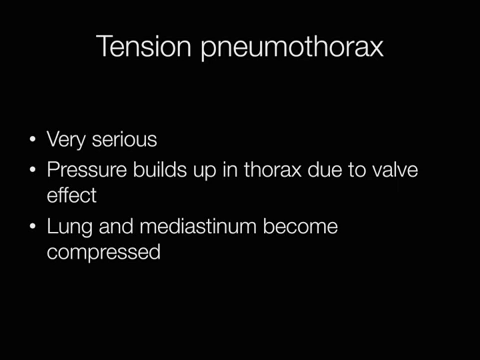 Tension pneumothorax
• Very serious
• Pressure builds up in thorax due to valve
effect
• Lung and mediastinum become
compressed